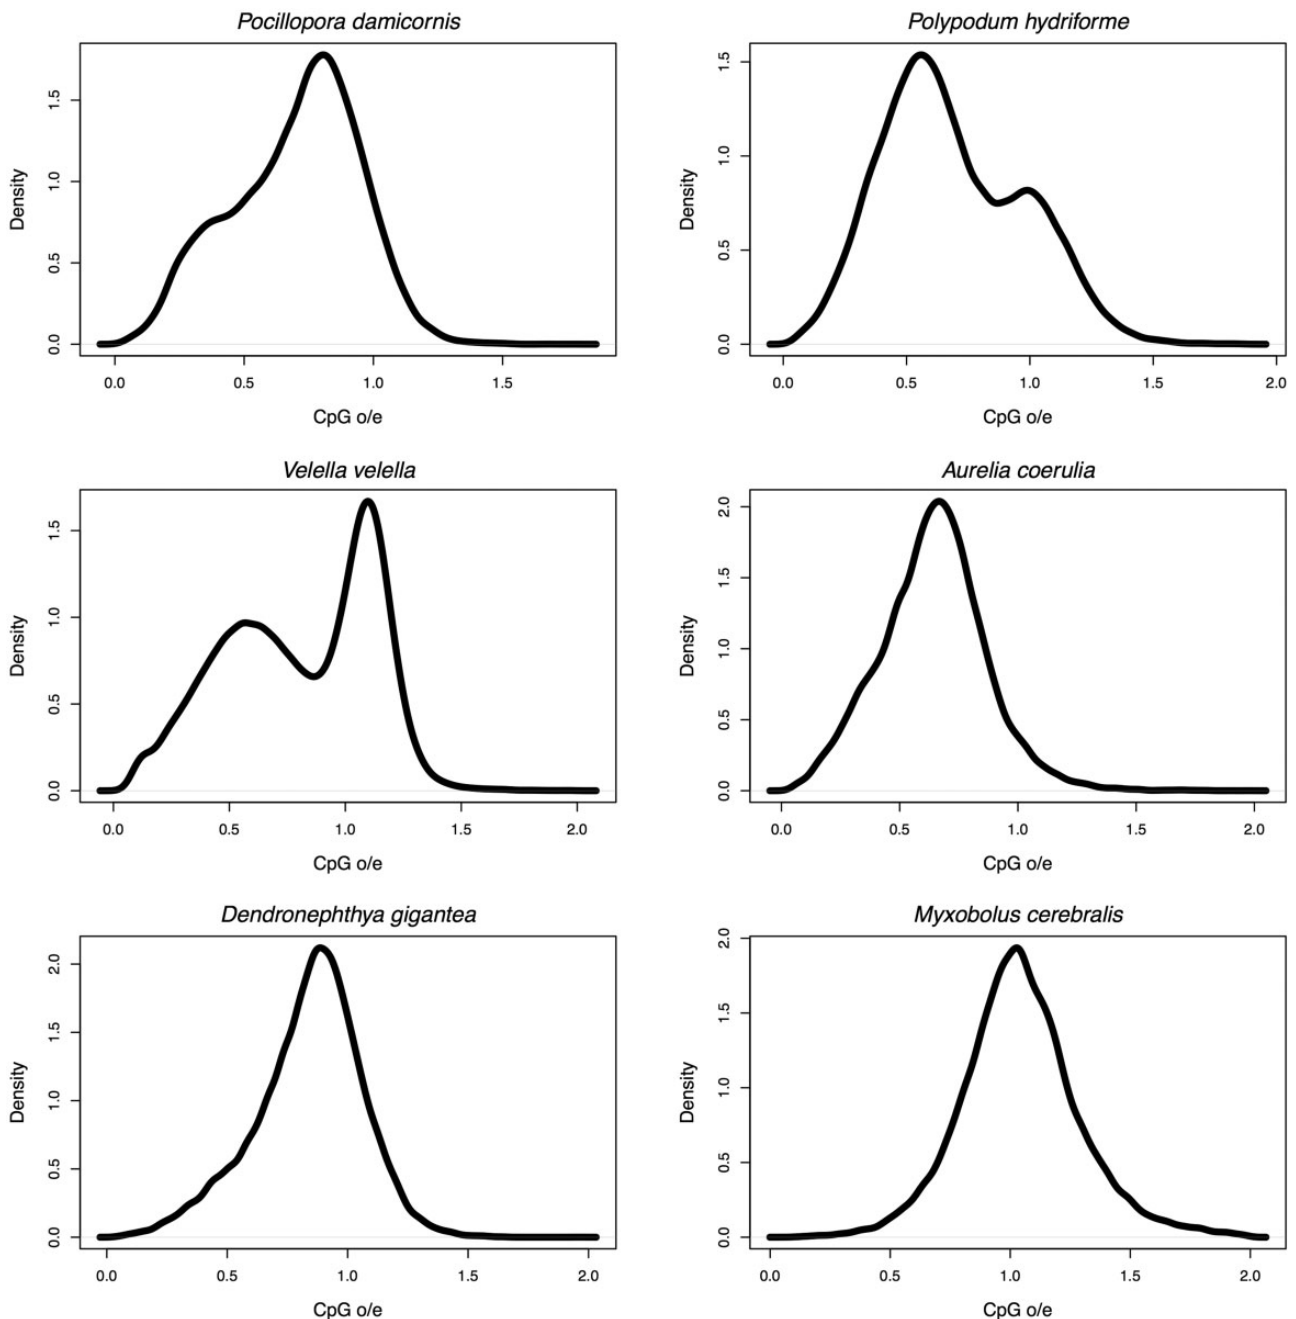 Pocillopora damicornis
Density
0.0 0.5 1.0 1.5
0.0 0.5 1.0 1.5
CpG o/e
Polypodum hydriforme
Density
0.0 0.5 1.0 1.5
0.0 0.5 1.0 1.5 2.0
CpG o/e
Velella velella
Density
0.0 0.5 1.0 1.5
0.0 0.5 1.0 1.5 2.0
CpG o/e
Aurelia coerulia
Density
0.0 0.5 1.0 1.5 2.0
0.0 0.5 1.0 1.5 2.0
CpG o/e
Dendronephthya gigantea
Density
0.0 0.5 1.0 1.5 2.0
0.0 0.5 1.0 1.5 2.0
CpG o/e
Myxobolus cerebralis
Density
0.0 0.5 1.0 1.5 2.0
0.0 0.5 1.0 1.5 2.0
CpG o/e